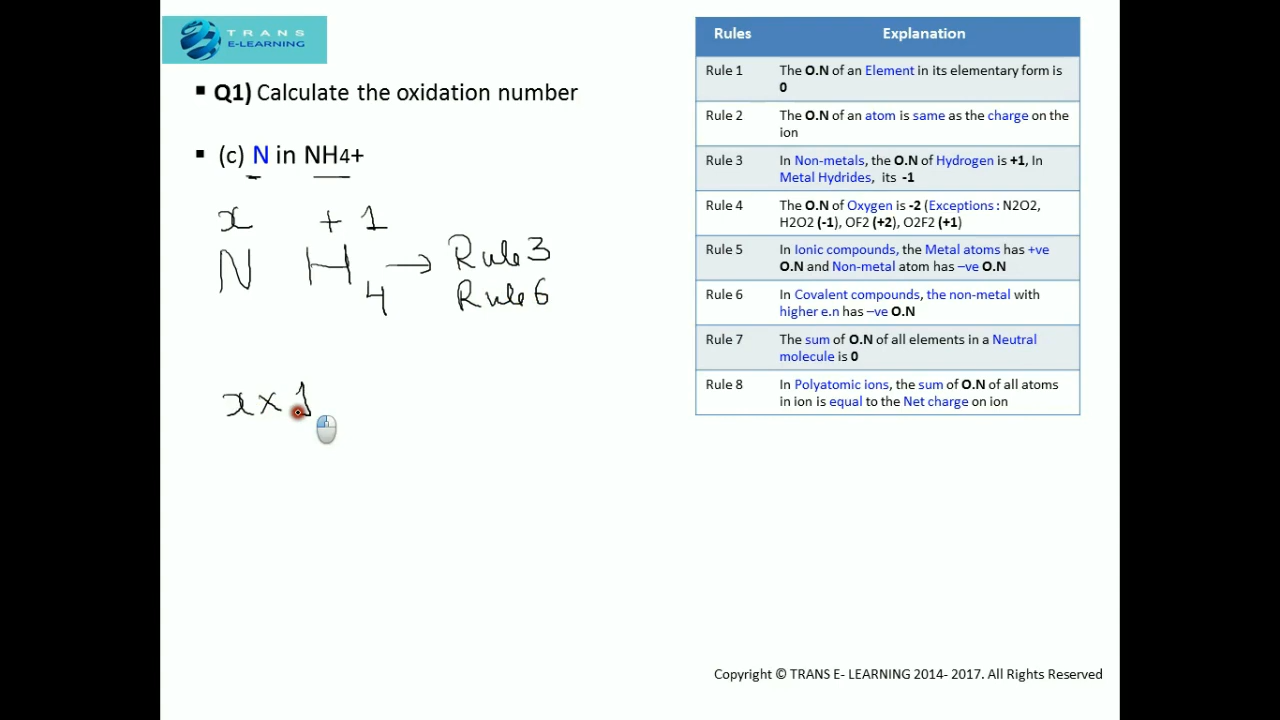 TRANS
E-LEARNING
Q1) Calculate the oxidation number
(c) N in NH4+
x +1
N H4 → Rule 3
Rule 6
x × 1
Rules Explanation
Rule 1 The O.N of an Element in its elementary form is
0
Rule 2 The O.N of an atom is same as the charge on the
ion
Rule 3 In Non-metals, the O.N of Hydrogen is +1, In
Metal Hydrides, its -1
Rule 4 The O.N of Oxygen is -2 (Exceptions : N2O2,
H2O2 (-1), OF2 (+2), O2F2 (+1)
Rule 5 In Ionic compounds, the Metal atoms has +ve
O.N and Non-metal atom has –ve O.N
Rule 6 In Covalent compounds, the non-metal with
higher e.n has –ve O.N
Rule 7 The sum of O.N of all elements in a Neutral
molecule is 0
Rule 8 In Polyatomic ions, the sum of O.N of all atoms
in ion is equal to the Net charge on ion
Copyright © TRANS E- LEARNING 2014- 2017. All Rights Reserved